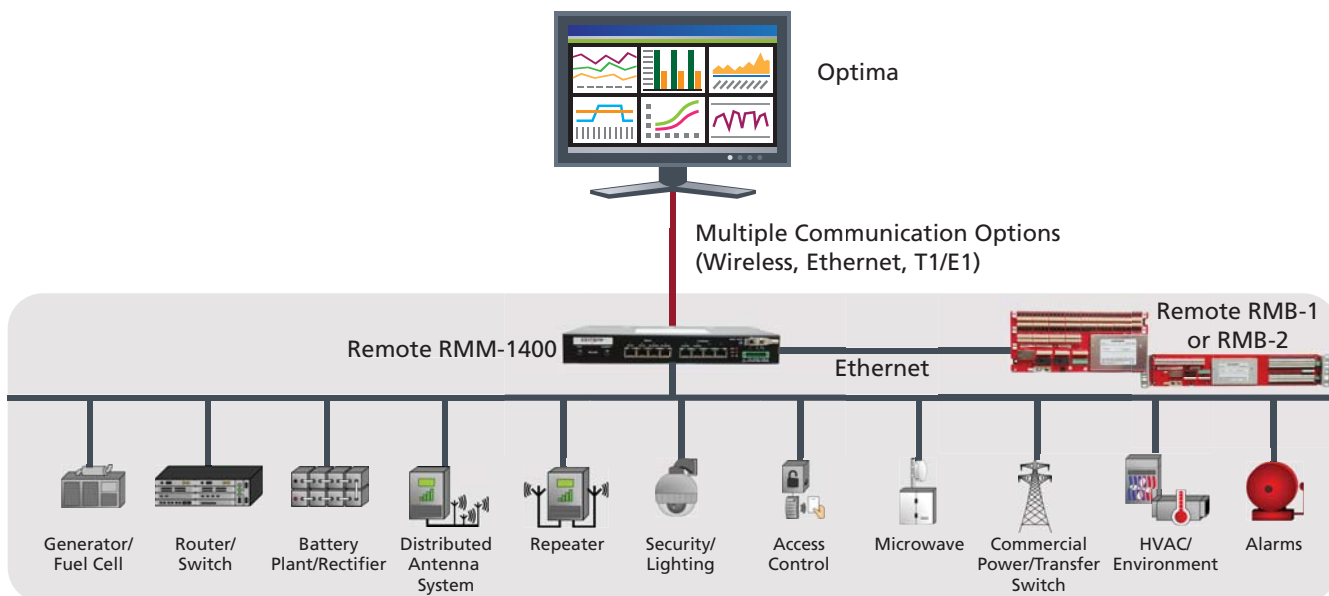 Optima
Multiple Communication Options
(Wireless, Ethernet, T1/E1)
Remote RMM-1400
Ethernet
Remote RMB-1
or RMB-2
Generator/
Fuel Cell
Router/
Switch
Battery
Plant/Rectifier
Distributed
Antenna
System
Repeater
Security/
Lighting
Access
Control
Microwave
Commercial
Power/Transfer
Switch
HVAC/
Environment
Alarms